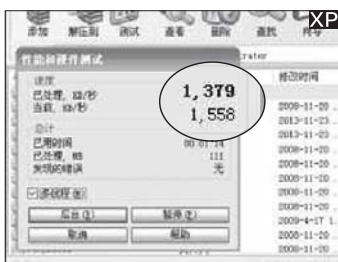 XP
添加 解压到 测试 查看 删除 查找 向导
rator
性能和硬件测试
修改时间
速度
已处理, KB/秒 1,379
当前, KB/秒 1,558
总计
已用时间 00:01:14
已处理, MB 111
发现的错误 无
多线程(M)
后台(B) 暂停(P)
取消 帮助
2008-11-20 ..
2013-11-23 ..
2013-11-23 ..
2008-11-20 ..
2008-11-20 ..
2008-11-20 ..
2008-11-20 ..
2008-11-20 ..
2009-4-17 1..
2008-11-20 ..
2008-11-20 ..